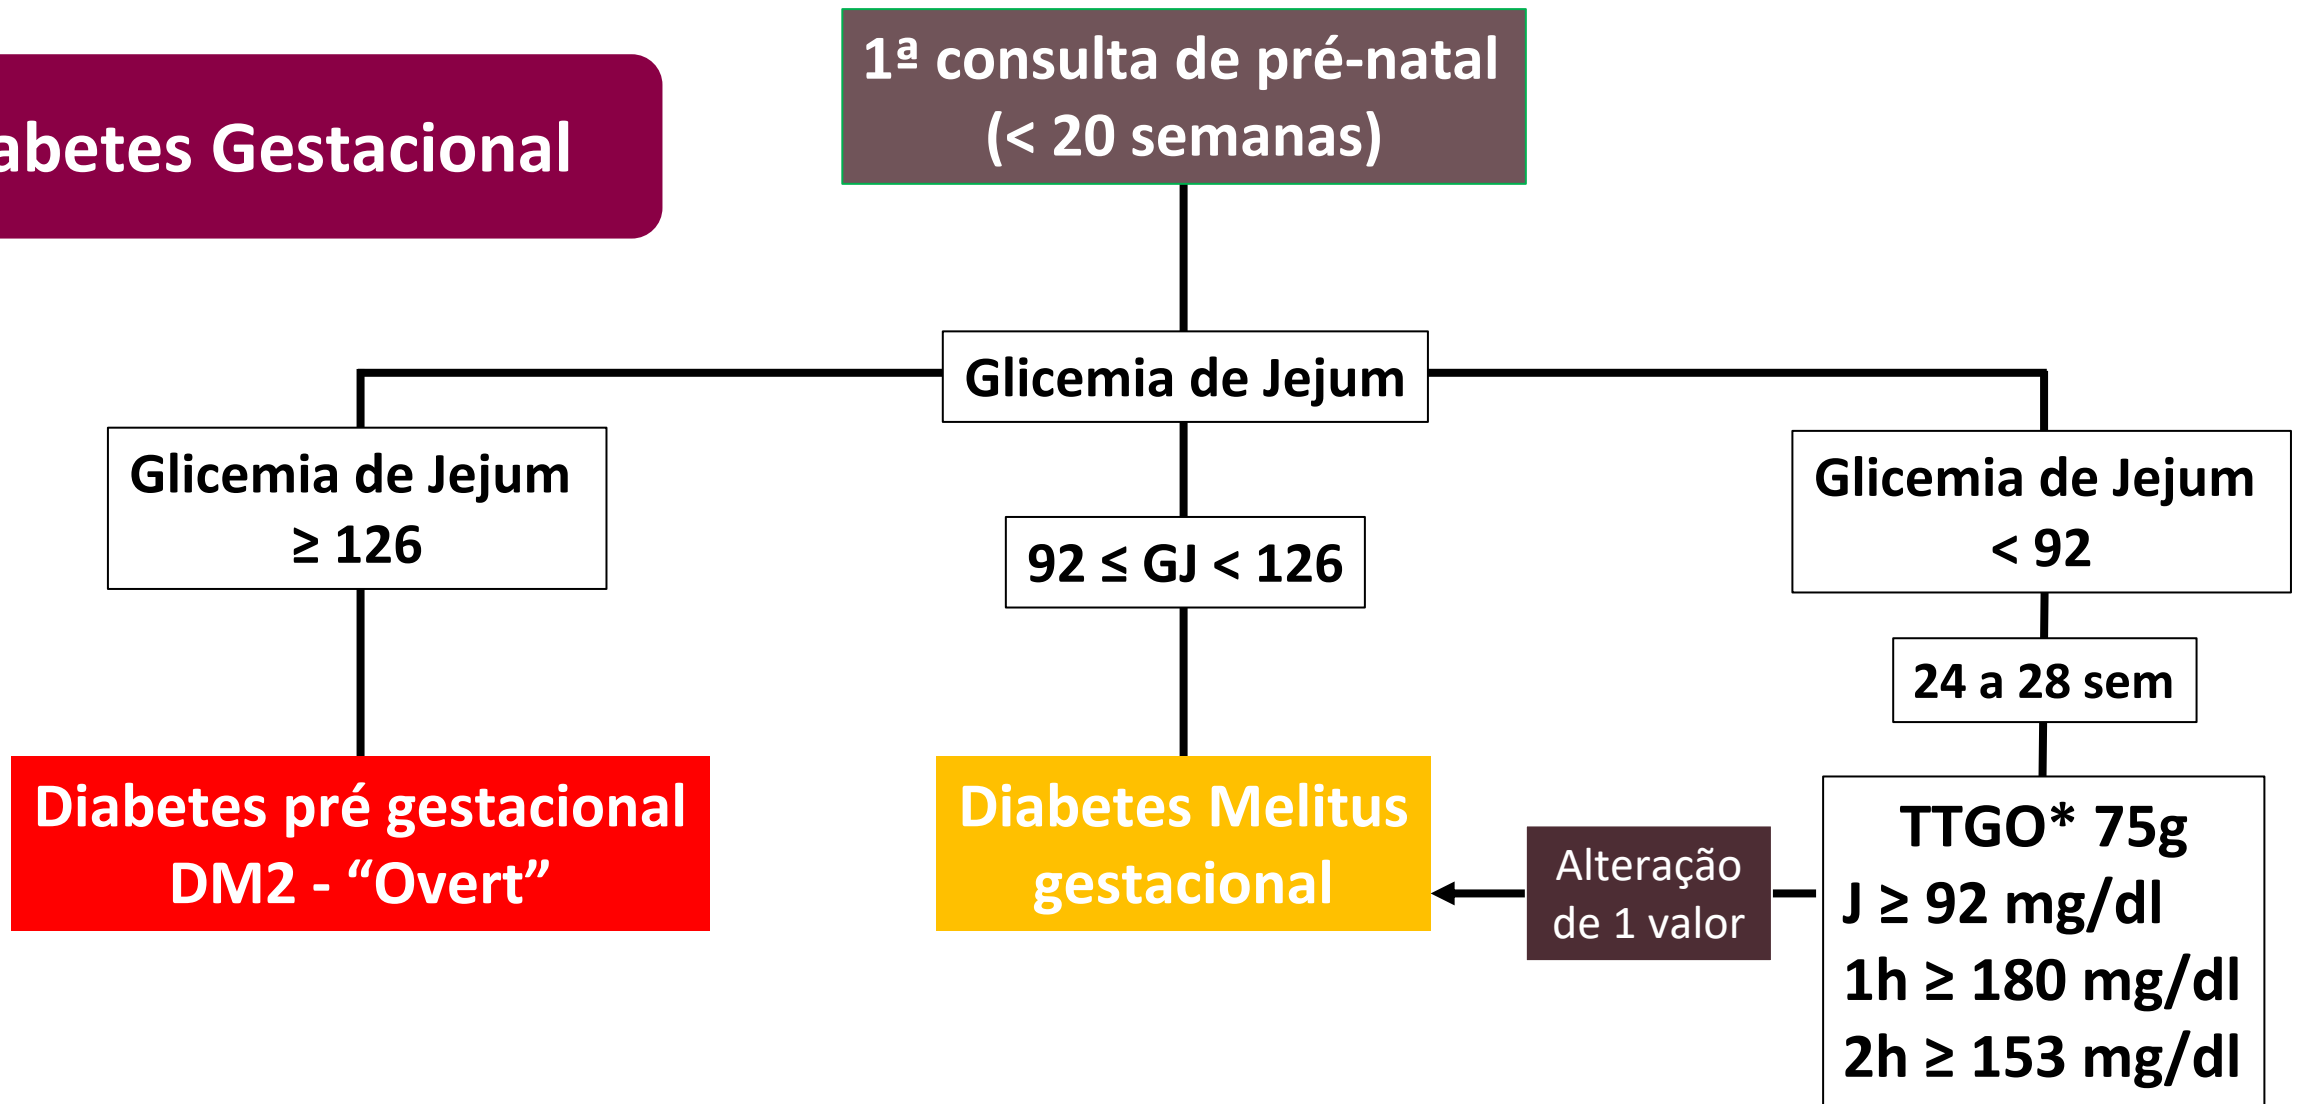 abetes Gestacional
1ª consulta de pré-natal
(< 20 semanas)
Glicemia de Jejum
Glicemia de Jejum
≥ 126
92 ≤ GJ < 126
Glicemia de Jejum
< 92
24 a 28 sem
Diabetes pré gestacional
DM2 - “Overt”
Diabetes Melitus
gestacional
Alteração
de 1 valor
TTGO* 75g
J ≥ 92 mg/dl
1h ≥ 180 mg/dl
2h ≥ 153 mg/dl